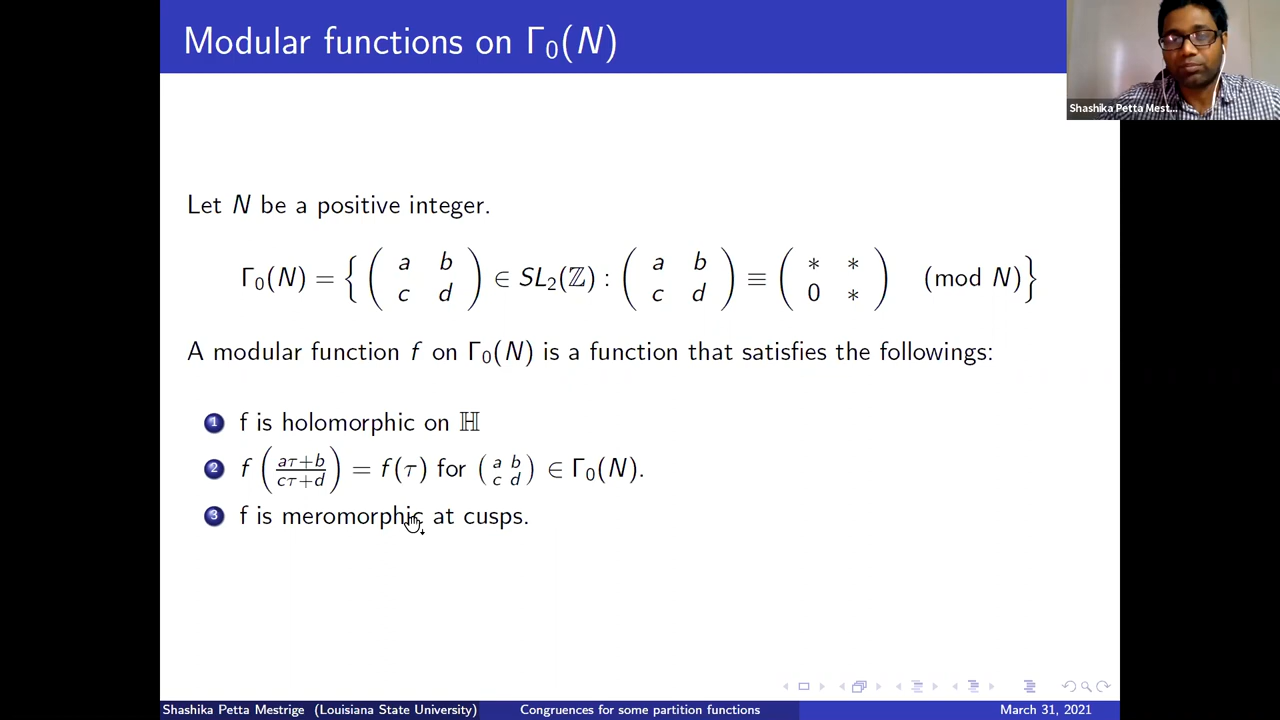 Modular functions on Γ₀(N)
Shashika Petta Mest...
Let N be a positive integer.
Γ₀(N) = { ( a b ; c d ) ∈ SL₂(ℤ) : ( a b ; c d ) ≡ ( * * ; 0 * ) (mod N) }
A modular function f on Γ₀(N) is a function that satisfies the followings:
1 f is holomorphic on ℍ
2 f ( aτ+b / cτ+d ) = f(τ) for ( a b ; c d ) ∈ Γ₀(N).
3 f is meromorphic at cusps.
Shashika Petta Mestrige (Louisiana State University) Congruences for some partition functions March 31, 2021